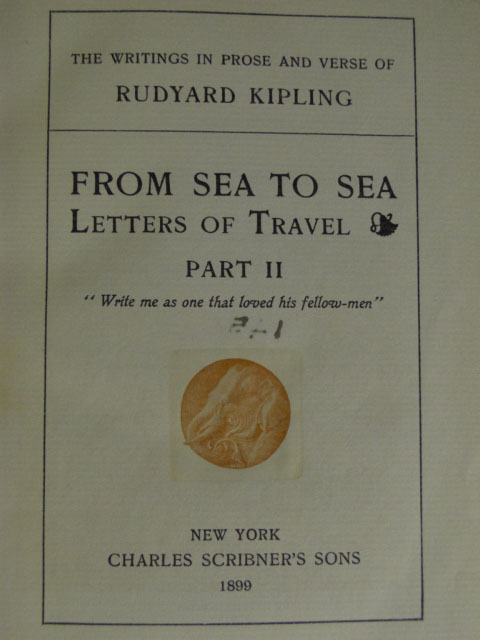 THE WRITINGS IN PROSE AND VERSE OF
RUDYARD KIPLING
FROM SEA TO SEA
LETTERS OF TRAVEL
PART II
"Write me as one that loved his fellow-men"
NEW YORK
CHARLES SCRIBNER'S SONS
1899